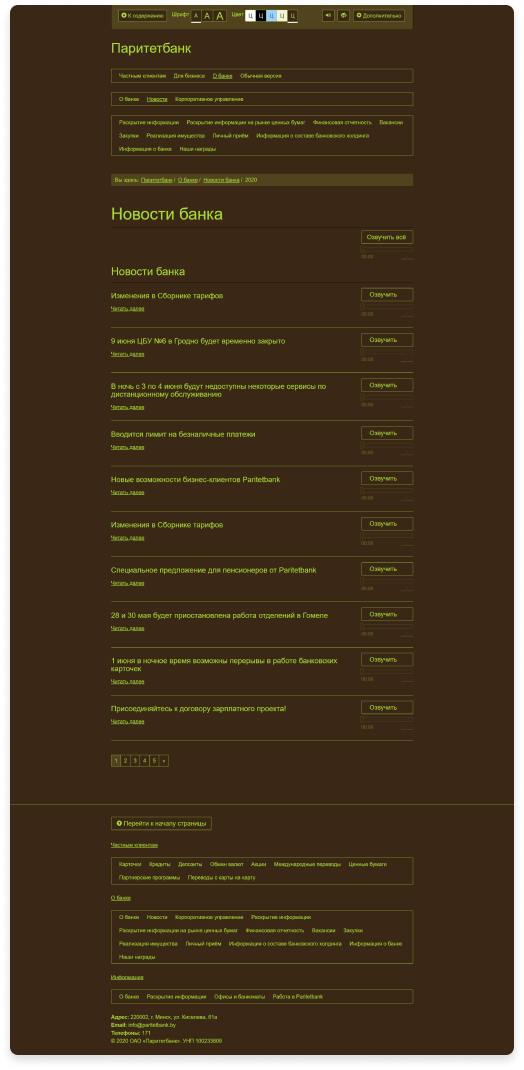 К содержанию Шрифт А А А Цвет Ц Ц Ц Ц Ц Дополнительно
Паритетбанк
Частным клиентам Для бизнеса О банке Обычная версия
О банке Новости Корпоративное управление
Раскрытие информации Раскрытие информации на рынке ценных бумаг Финансовая отчетность Вакансии
Закупки Реализация имущества Личный приём Информация о составе банковского холдинга
Информация о банке Наши награды
Вы здесь: Паритетбанк / О банке / Новости банка / 2020
Новости банка
Озвучить всё
00:00
Новости банка
Изменения в Сборнике тарифов
Озвучить
Читать далее
00:00
9 июня ЦБУ №6 в Гродно будет временно закрыто
Озвучить
Читать далее
00:00
В ночь с 3 по 4 июня будут недоступны некоторые сервисы по
дистанционному обслуживанию
Озвучить
Читать далее
00:00
Вводится лимит на безналичные платежи
Озвучить
Читать далее
00:00
Новые возможности бизнес-клиентов Paritetbank
Озвучить
Читать далее
00:00
Изменения в Сборнике тарифов
Озвучить
Читать далее
00:00
Специальное предложение для пенсионеров от Paritetbank
Озвучить
Читать далее
00:00
28 и 30 мая будет приостановлена работа отделений в Гомеле
Озвучить
Читать далее
00:00
1 июня в ночное время возможны перерывы в работе банковских
карточек
Озвучить
Читать далее
00:00
Присоединяйтесь к договору зарплатного проекта!
Озвучить
Читать далее
00:00
1 2 3 4 5 »
Перейти к началу страницы
Частным клиентам
Карточки Кредиты Депозиты Обмен валют Акции Международные переводы Ценные бумаги
Партнерские программы Переводы с карты на карту
О банке
О банке Новости Корпоративное управление Раскрытие информации
Раскрытие информации на рынке ценных бумаг Финансовая отчетность Вакансии Закупки
Реализация имущества Личный приём Информация о составе банковского холдинга Информация о банке
Наши награды
Информация
О банке Раскрытие информации Офисы и банкоматы Работа в Paritetbank
Адрес: 220002, г. Минск, ул. Киселева, 61а
Email: info@paritetbank.by
Телефоны: 171
© 2020 ОАО «Паритетбанк». УНП 100233809